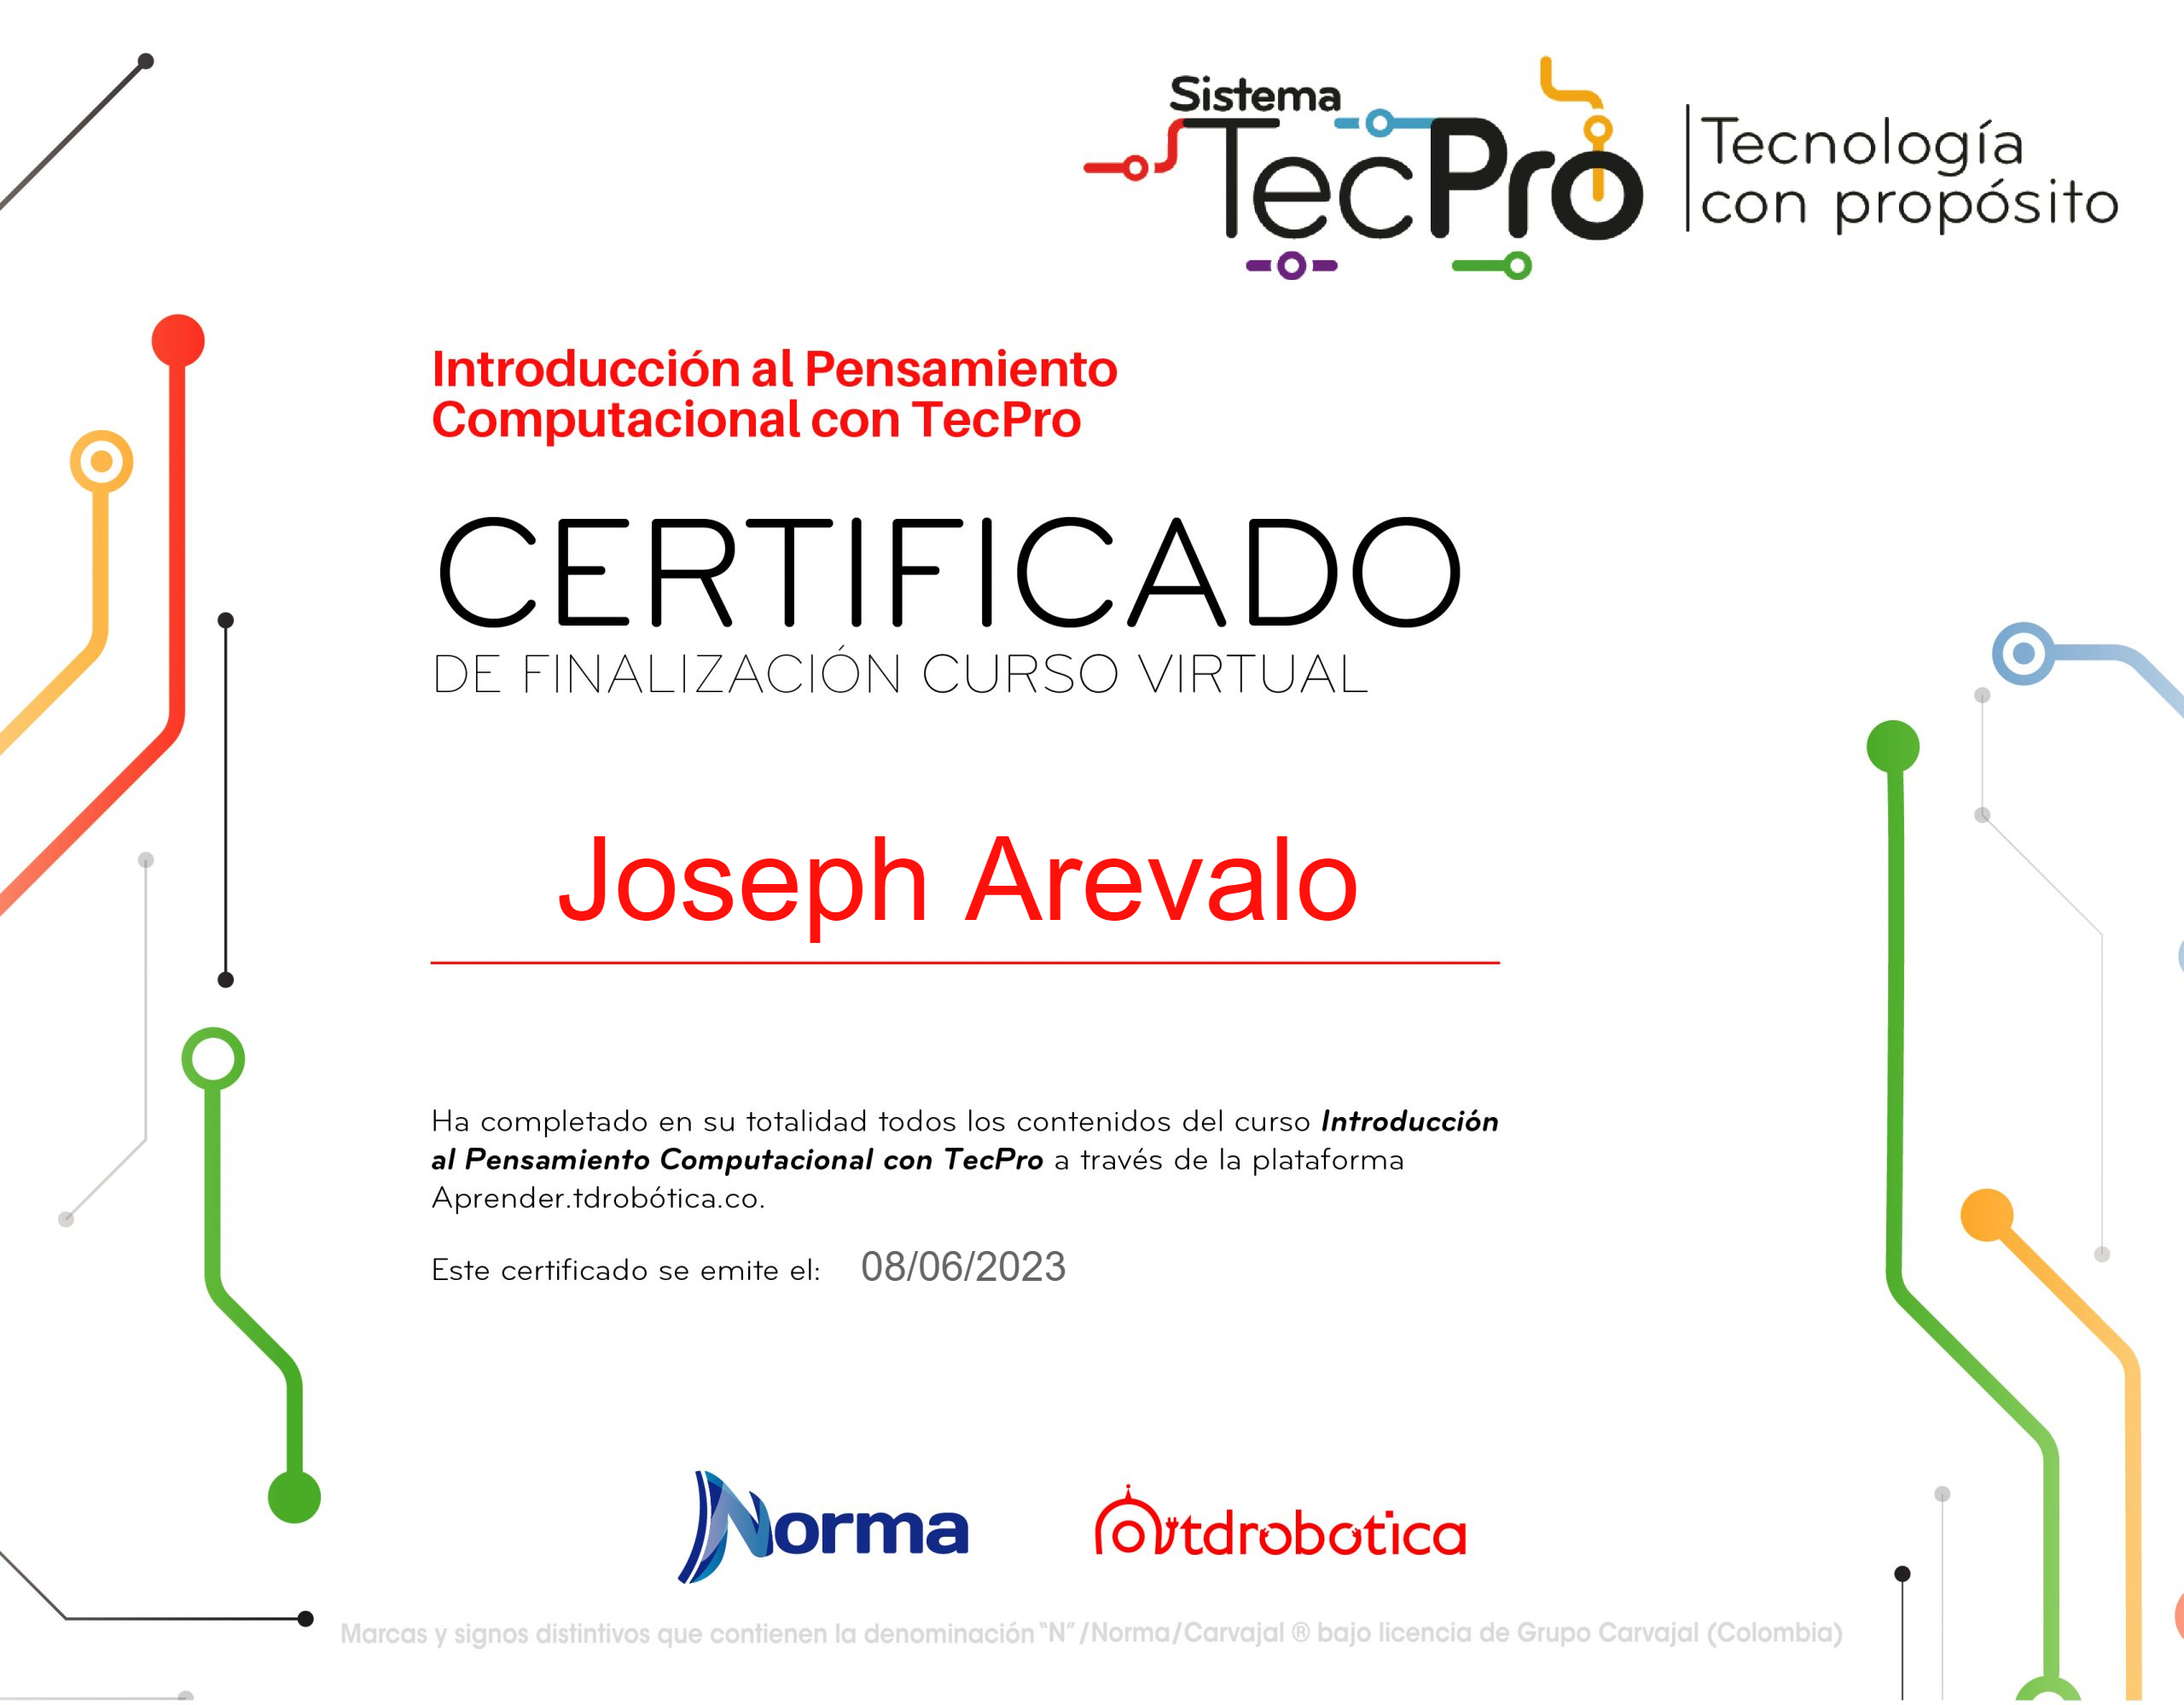 Sistema
TecPro
Tecnología
con propósito
Introducción al Pensamiento
Computacional con TecPro
CERTIFICADO
DE FINALIZACIÓN CURSO VIRTUAL
Joseph Arevalo
Ha completado en su totalidad todos los contenidos del curso Introducción
al Pensamiento Computacional con TecPro a través de la plataforma
Aprender.tdrobótica.co.
Este certificado se emite el: 08/06/2023
Norma
tdrobotica
Marcas y signos distintivos que contienen la denominación “N”/Norma/Carvajal ® bajo licencia de Grupo Carvajal (Colombia)